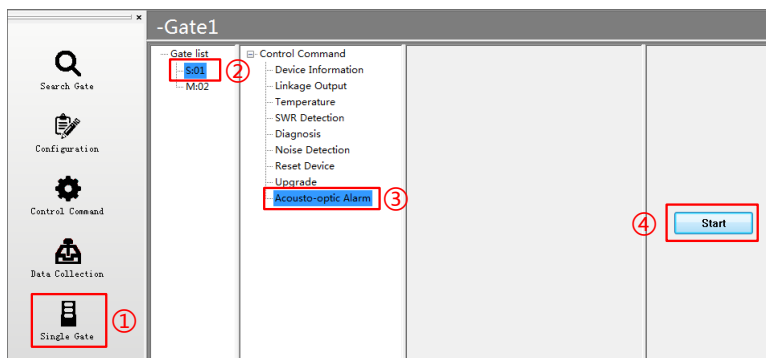 ×
-Gate1
Search Gate
Configuration
Control Command
Data Collection
Single Gate
①
Gate list
S:01
②
M:02
Control Command
Device Information
Linkage Output
Temperature
SWR Detection
Diagnosis
Noise Detection
Reset Device
Upgrade
Acousto-optic Alarm
③
④
Start